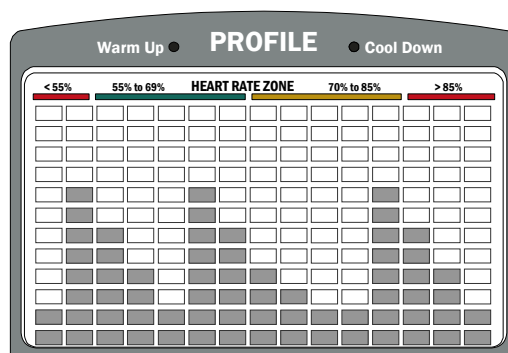 Warm Up PROFILE Cool Down
< 55% 55% to 69% HEART RATE ZONE 70% to 85% > 85%